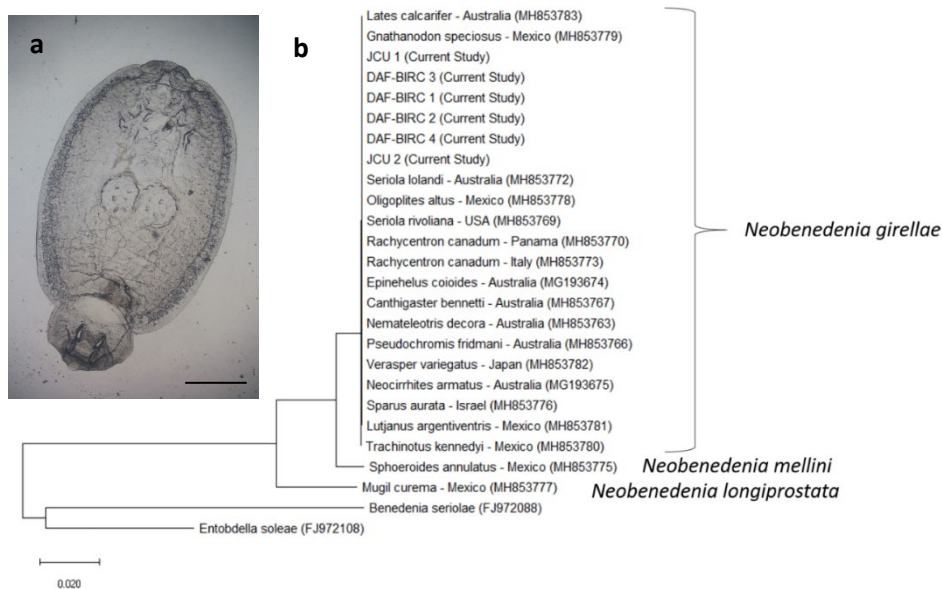 a
b
Lates calcarifer - Australia (MH853783)
Gnathanodon speciosus - Mexico (MH853779)
JCU 1 (Current Study)
DAF-BIRC 3 (Current Study)
DAF-BIRC 1 (Current Study)
DAF-BIRC 2 (Current Study)
DAF-BIRC 4 (Current Study)
JCU 2 (Current Study)
Seriola lolandi - Australia (MH853772)
Oligoplites altus - Mexico (MH853778)
Seriola rivoliana - USA (MH853769)
Rachycentron canadum - Panama (MH853770)
Rachycentron canadum - Italy (MH853773)
Epinehelus coioides - Australia (MG193674)
Canthigaster bennetti - Australia (MH853767)
Nemateleotris decora - Australia (MH853763)
Pseudochromis fridmani - Australia (MH853766)
Verasper variegatus - Japan (MH853782)
Neocirrhites armatus - Australia (MG193675)
Sparus aurata - Israel (MH853776)
Lutjanus argentiventris - Mexico (MH853781)
Trachinotus kennedyi - Mexico (MH853780)
Neobenedenia girellae
Sphoeroides annulatus - Mexico (MH853775) Neobenedenia mellini
Mugil curema - Mexico (MH853777) Neobenedenia longiprostata
Benedenia seriolae (FJ972088)
Entobdella soleae (FJ972108)
0.020